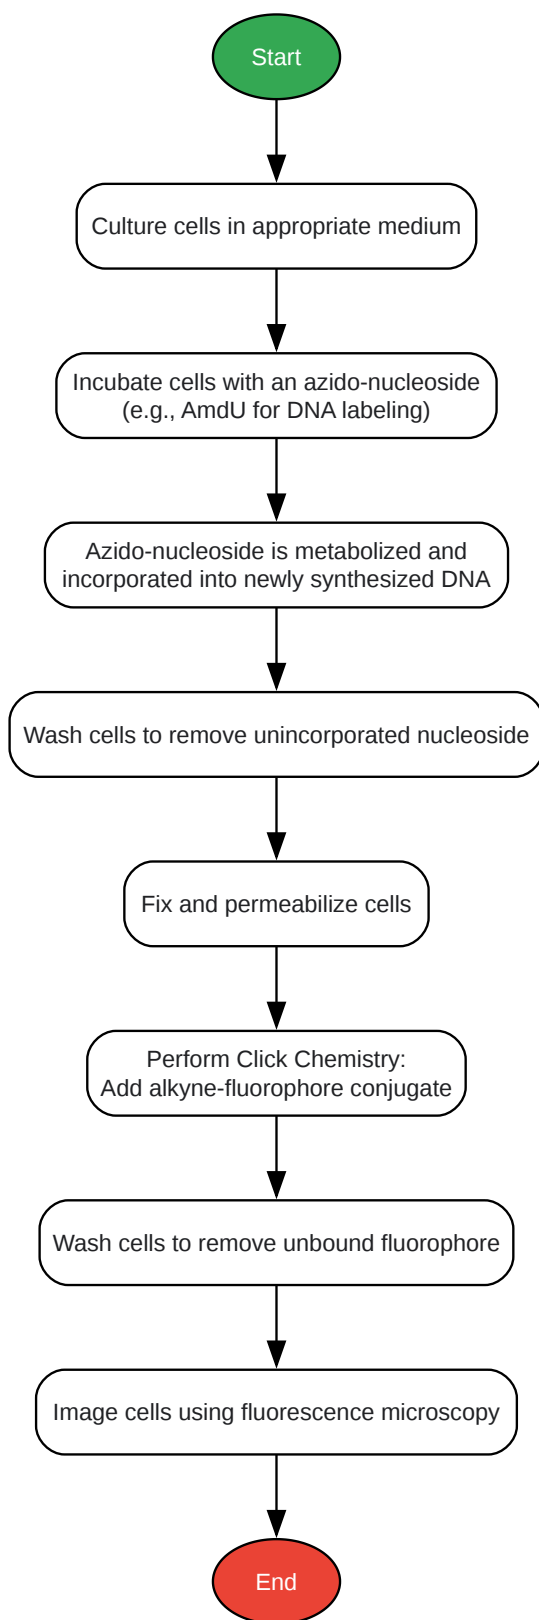 Start
Culture cells in appropriate medium
Incubate cells with an azido-nucleoside
(e.g., AmdU for DNA labeling)
Azido-nucleoside is metabolized and
incorporated into newly synthesized DNA
Wash cells to remove unincorporated nucleoside
Fix and permeabilize cells
Perform Click Chemistry:
Add alkyne-fluorophore conjugate
Wash cells to remove unbound fluorophore
Image cells using fluorescence microscopy
End